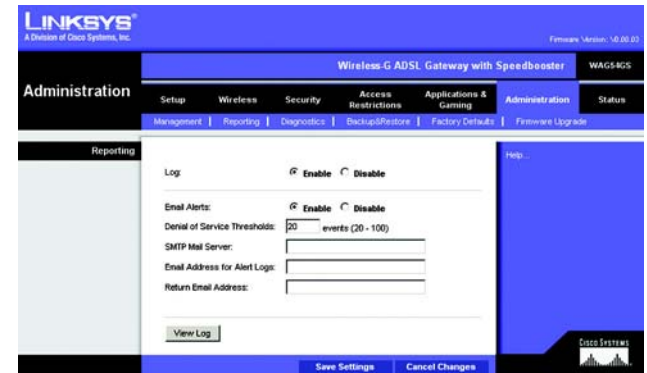 LINKSYS®
A Division of Cisco Systems, Inc.
Firmware Version: V0.00.03
Wireless-G ADSL Gateway with Speedbooster WAG54GS
Administration
Setup Wireless Security Access Restrictions Applications & Gaming Administration Status
Management | Reporting | Diagnostics | Backup&Restore | Factory Defaults | Firmware Upgrade
Reporting
Help...
Log: Enable Disable
Email Alerts: Enable Disable
Denial of Service Thresholds: 20 events (20 - 100)
SMTP Mail Server:
Email Address for Alert Logs:
Return Email Address:
View Log
CISCO SYSTEMS
Save Settings Cancel Changes